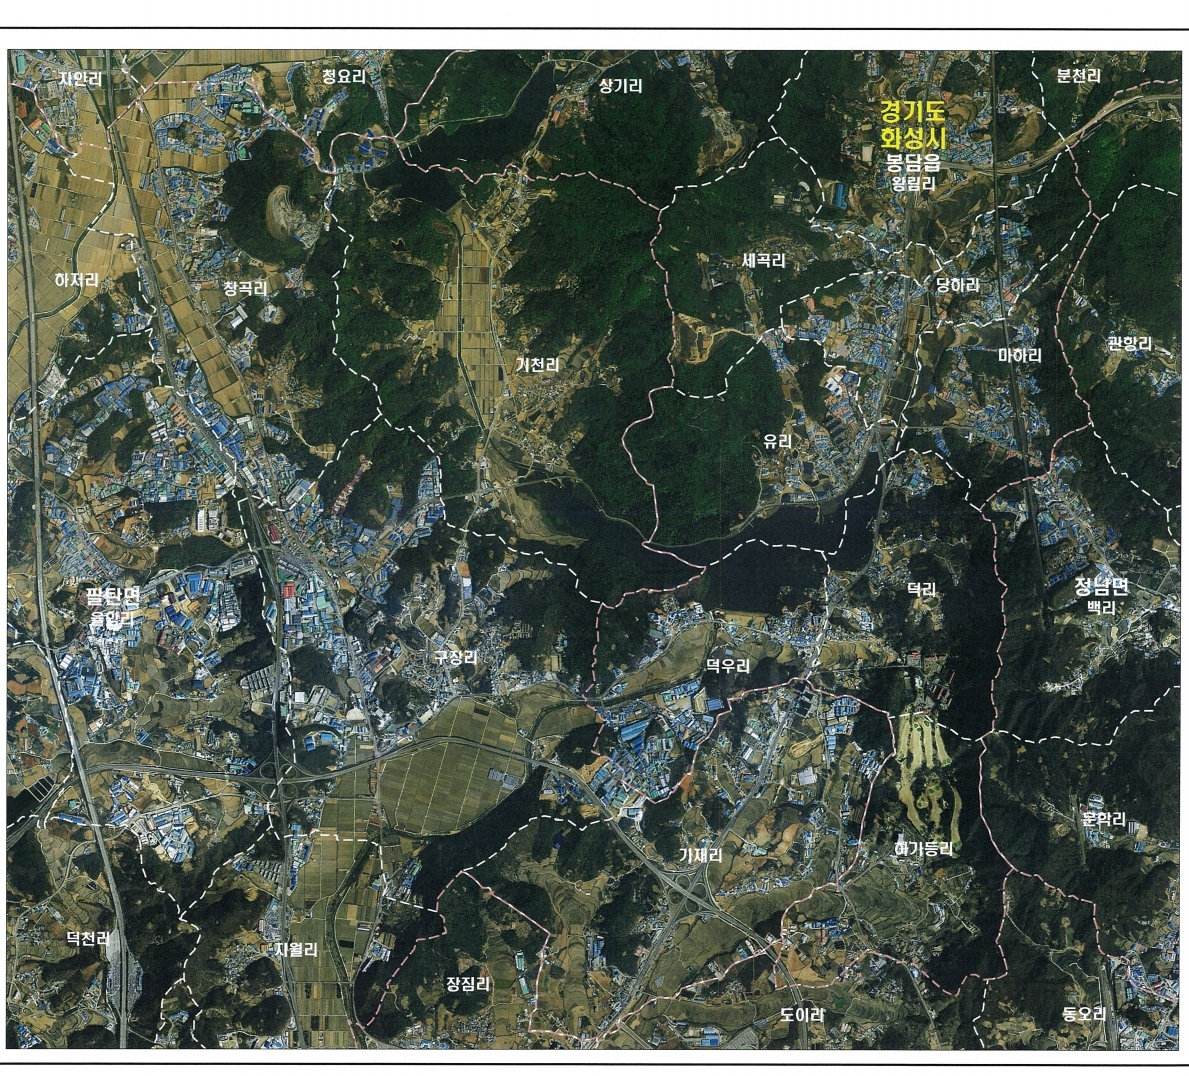 자안리
청요리
상기리
분천리
경기도
화성시
봉담읍
왕림리
세곡리
하저리
창곡리
당하리
관항리
마하리
거천리
유리
팔탄면
율암리
덕리
정남면
백리
구장리
덕우리
문학리
기재리
하가등리
덕천리
지월리
장짐리
도이리
동오리